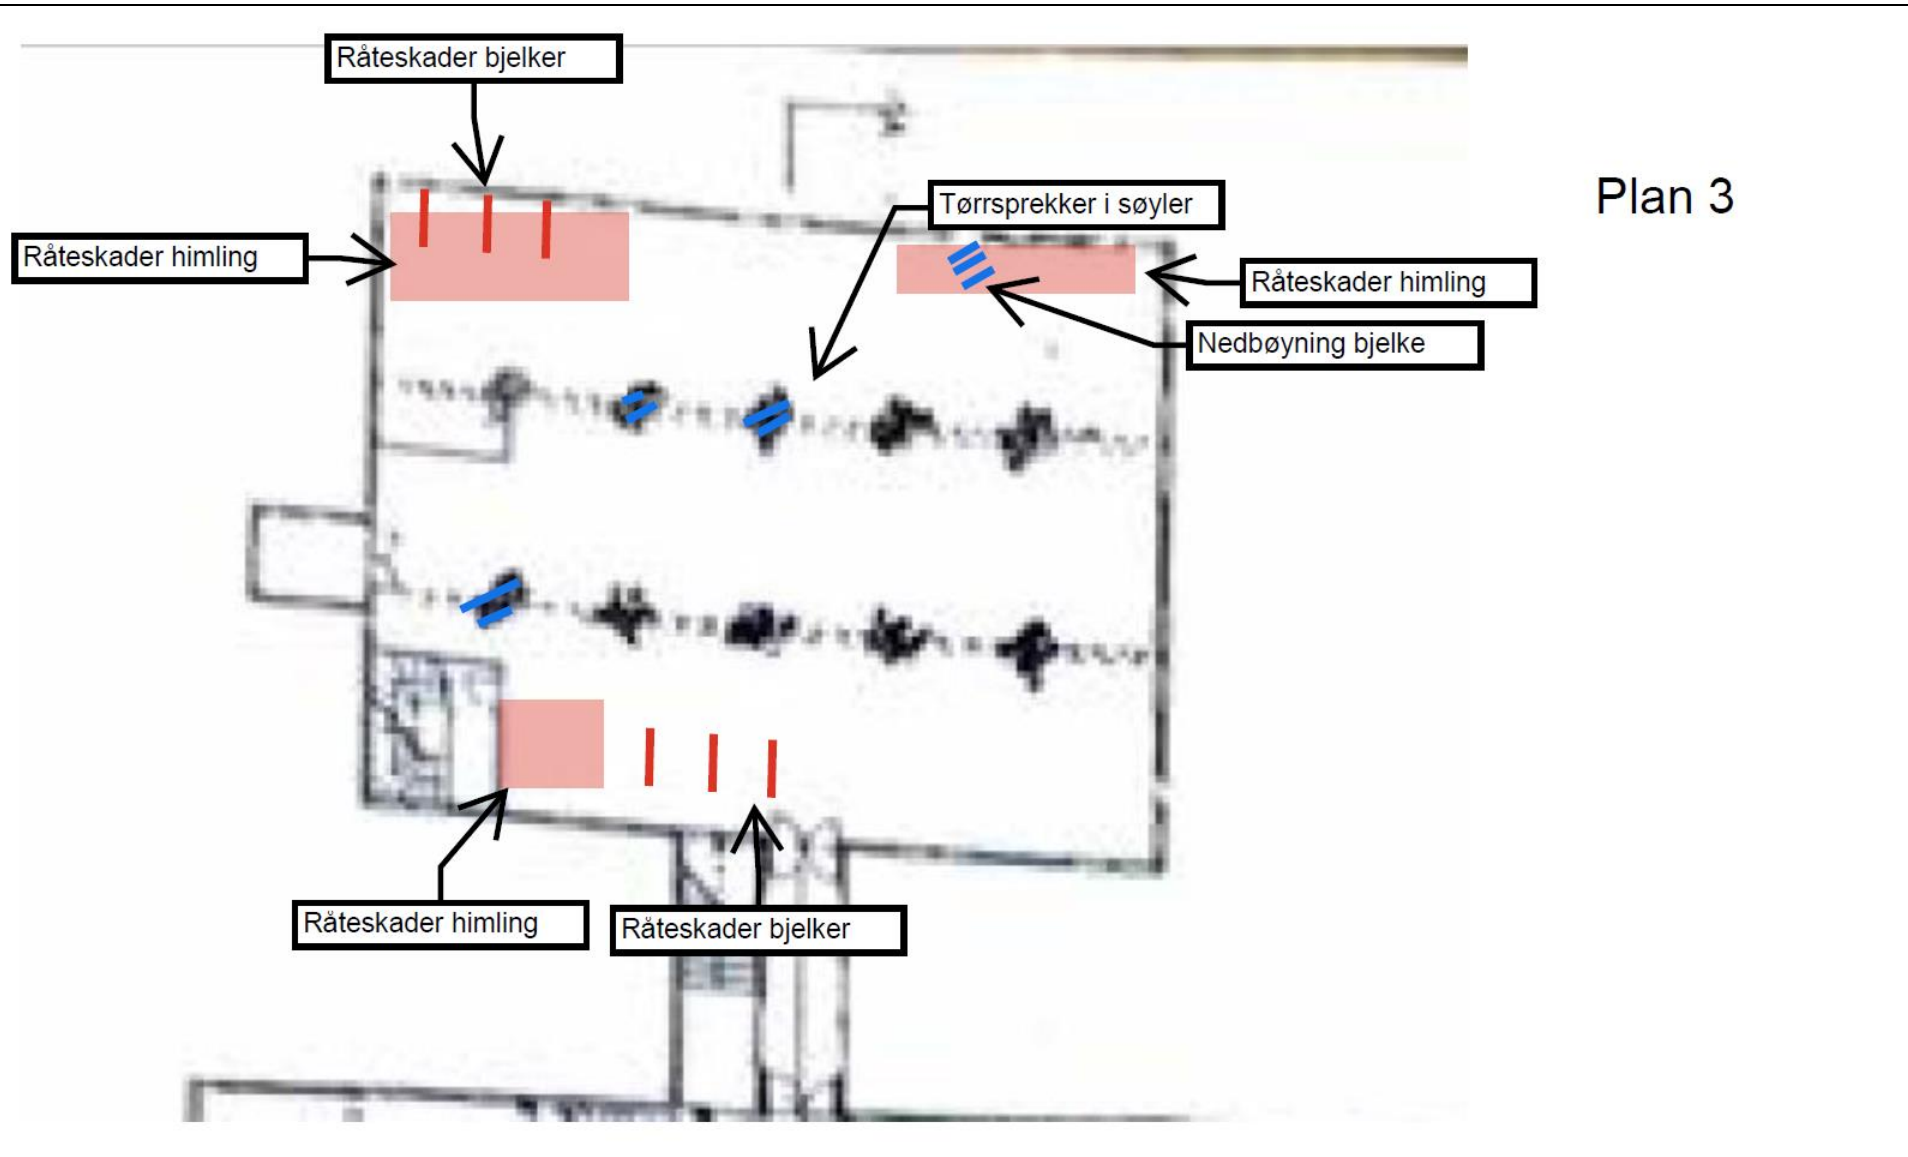 Råteskader bjelker
Plan 3
Tørrsprekker i søyler
Råteskader himling
Råteskader himling
Nedbøyning bjelke
Råteskader himling
Råteskader bjelker